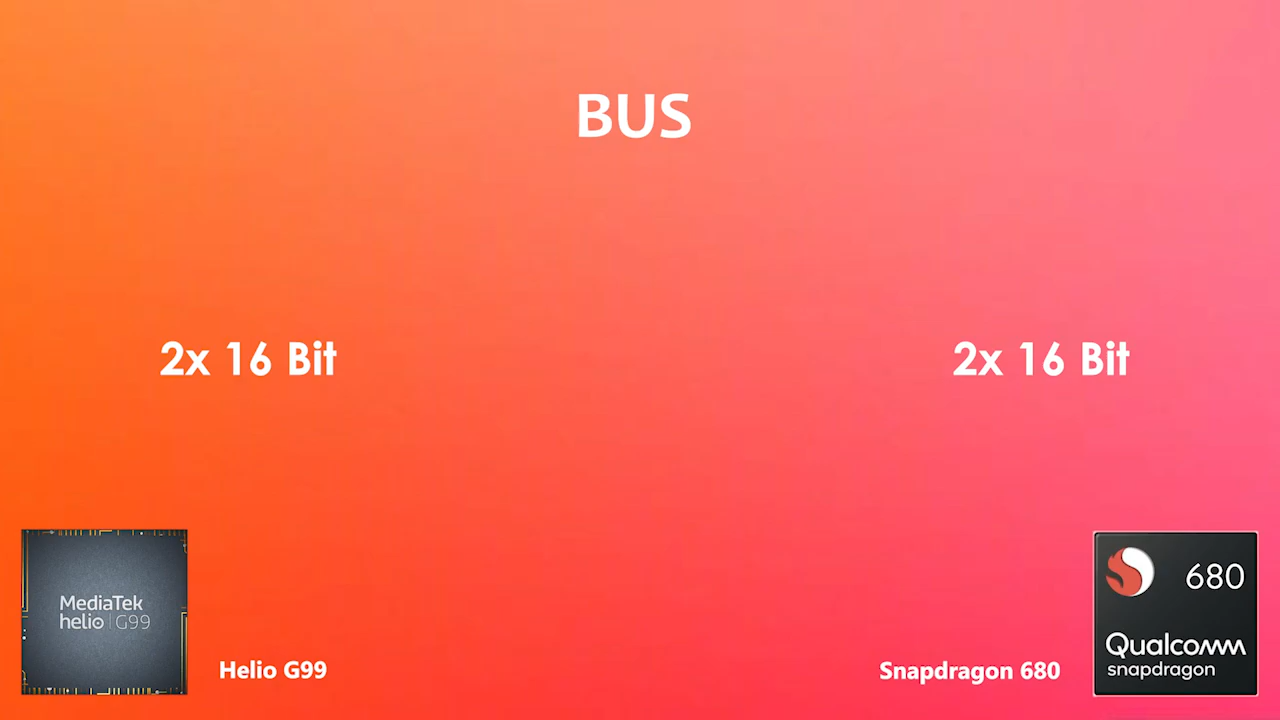 BUS
2x 16 Bit
2x 16 Bit
MediaTek
helio G99
Helio G99
Snapdragon 680
680
Qualcomm
snapdragon